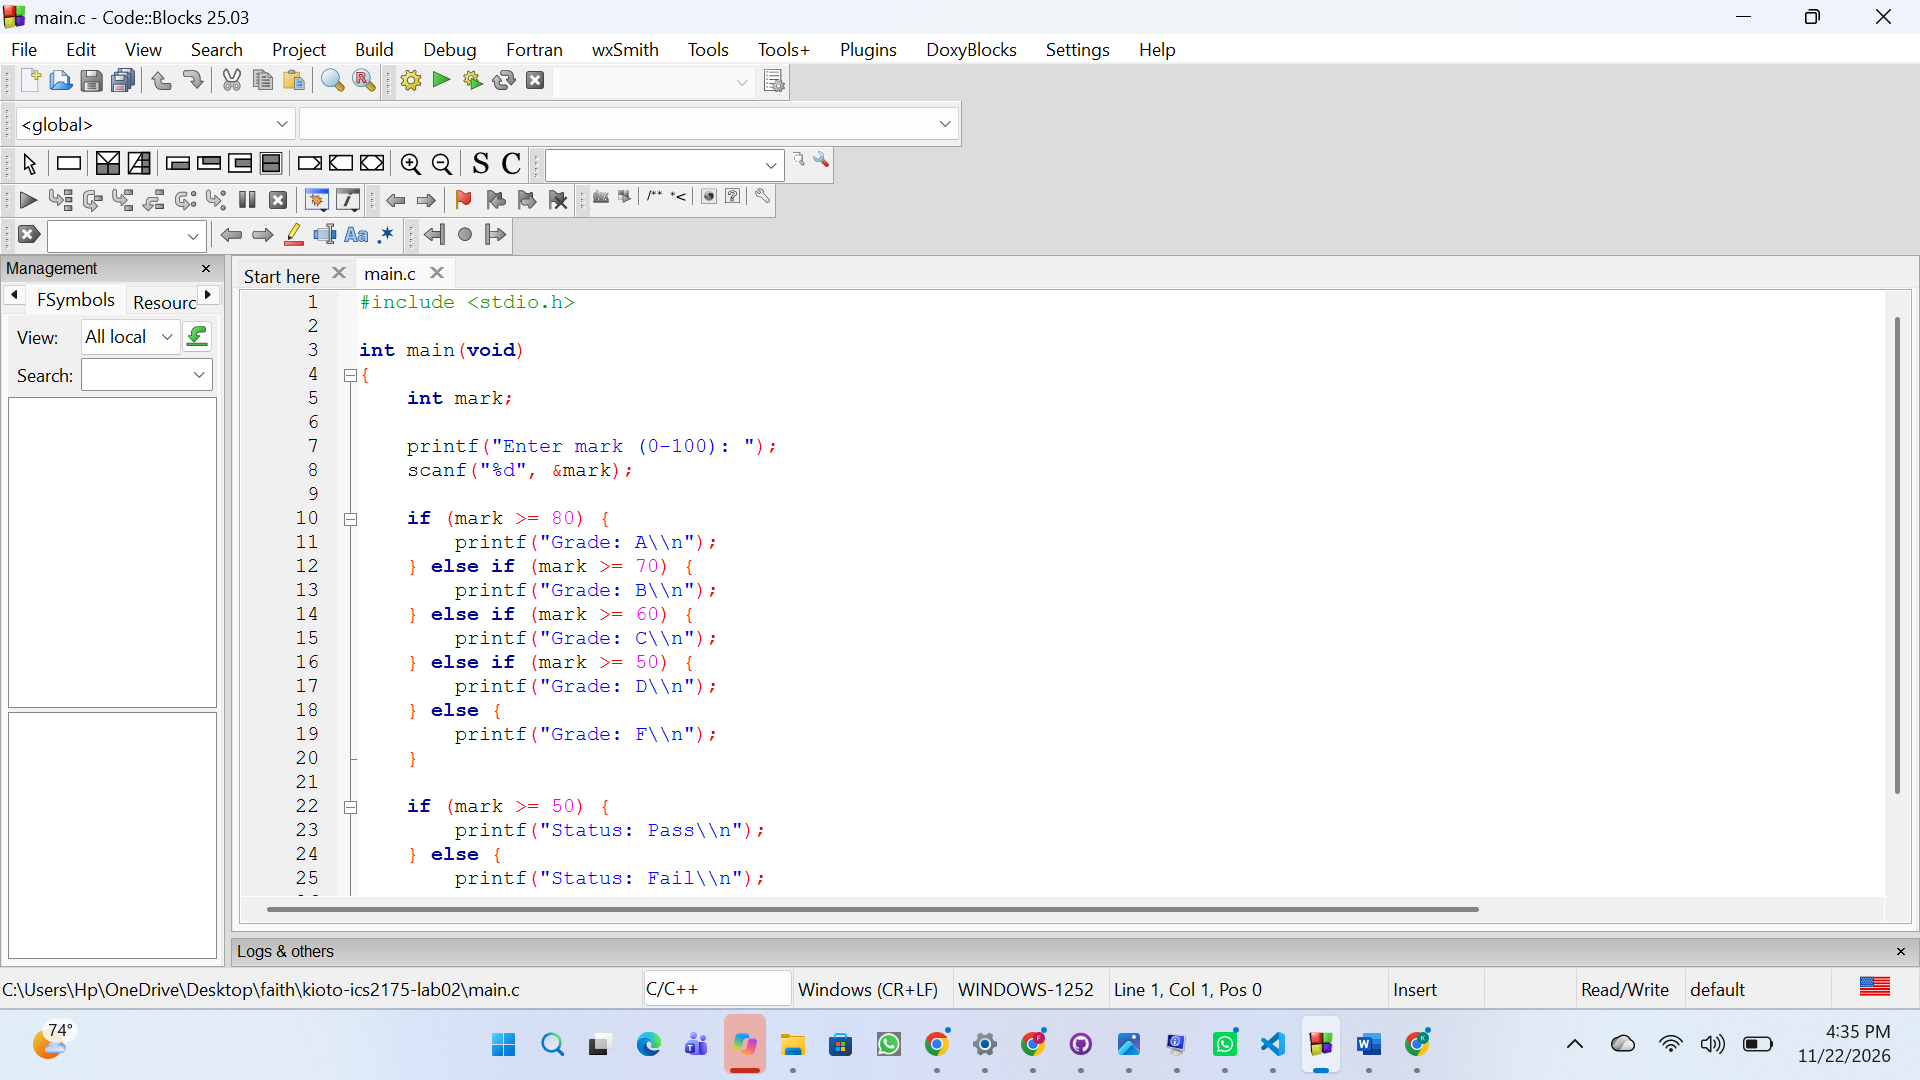 main.c - Code::Blocks 25.03
File Edit View Search Project Build Debug Fortran wxSmith Tools Tools+ Plugins DoxyBlocks Settings Help
<global>
S C
/** *<
Aa .*
Management
Start here main.c
FSymbols Resourc
View: All local
Search:
1 #include <stdio.h>
2
3 int main(void)
4 {
5 int mark;
6
7 printf("Enter mark (0-100): ");
8 scanf("%d", &mark);
9
10 if (mark >= 80) {
11 printf("Grade: A\\n");
12 } else if (mark >= 70) {
13 printf("Grade: B\\n");
14 } else if (mark >= 60) {
15 printf("Grade: C\\n");
16 } else if (mark >= 50) {
17 printf("Grade: D\\n");
18 } else {
19 printf("Grade: F\\n");
20 }
21
22 if (mark >= 50) {
23 printf("Status: Pass\\n");
24 } else {
25 printf("Status: Fail\\n");
Logs & others
C:\Users\Hp\OneDrive\Desktop\faith\kioto-ics2175-lab02\main.c C/C++ Windows (CR+LF) WINDOWS-1252 Line 1, Col 1, Pos 0 Insert Read/Write default
74°
4:35 PM
11/22/2026